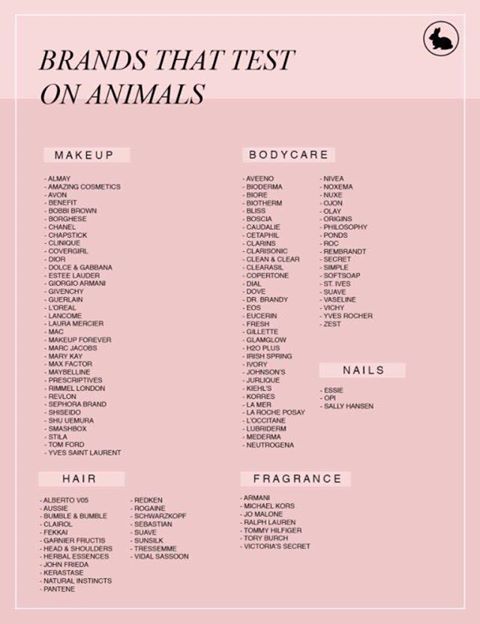 BRANDS THAT TEST
ON ANIMALS
MAKEUP
- ALMAY
- AMAZING COSMETICS
- AVON
- BENEFIT
- BOBBI BROWN
- BORGHESE
- CHANEL
- CHAPSTICK
- CLINIQUE
- COVERGIRL
- DIOR
- DOLCE & GABBANA
- ESTEE LAUDER
- GIORGIO ARMANI
- GIVENCHY
- GUERLAIN
- L'OREAL
- LANCOME
- LAURA MERCIER
- MAC
- MAKEUP FOREVER
- MARC JACOBS
- MARY KAY
- MAX FACTOR
- MAYBELLINE
- PRESCRIPTIVES
- RIMMEL LONDON
- REVLON
- SEPHORA BRAND
- SHISEIDO
- SHU UEMURA
- SMASHBOX
- STILA
- TOM FORD
- YVES SAINT LAURENT
BODYCARE
- AVEENO
- BIODERMA
- BIORE
- BIOTHERM
- BLISS
- BOSCIA
- CAUDALIE
- CETAPHIL
- CLARINS
- CLARISONIC
- CLEAN & CLEAR
- CLEARASIL
- COPERTONE
- DIAL
- DOVE
- DR. BRANDY
- EOS
- EUCERIN
- FRESH
- GILLETTE
- GLAMGLOW
- H2O PLUS
- IRISH SPRING
- IVORY
- JOHNSON'S
- JURLIQUE
- KIEHL'S
- KORRES
- LA MER
- LA ROCHE POSAY
- L'OCCITANE
- LUBRIDERM
- MEDERMA
- NEUTROGENA
- NIVEA
- NOXEMA
- NUXE
- OJON
- OLAY
- ORIGINS
- PHILOSOPHY
- PONDS
- ROC
- REMBRANDT
- SECRET
- SIMPLE
- SOFTSOAP
- ST. IVES
- SUAVE
- VASELINE
- VICHY
- YVES ROCHER
- ZEST
NAILS
- ESSIE
- OPI
- SALLY HANSEN
HAIR
- ALBERTO V05
- AUSSIE
- BUMBLE & BUMBLE
- CLAIROL
- FEKKAI
- GARNIER FRUCTIS
- HEAD & SHOULDERS
- HERBAL ESSENCES
- JOHN FRIEDA
- KERASTASE
- NATURAL INSTINCTS
- PANTENE
- REDKEN
- ROGAINE
- SCHWARZKOPF
- SEBASTIAN
- SUAVE
- SUNSILK
- TRESSEMME
- VIDAL SASSOON
FRAGRANCE
- ARMANI
- MICHAEL KORS
- JO MALONE
- RALPH LAUREN
- TOMMY HILFIGER
- TORY BURCH
- VICTORIA'S SECRET